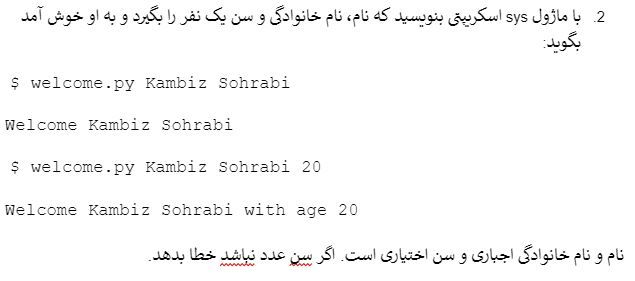 2. با ماژول sys اسکریپتی بنویسید که نام، نام خانوادگی و سن یک نفر را بگیرد و به او خوش آمد
بگوید:
$ welcome.py Kambiz Sohrabi
Welcome Kambiz Sohrabi
$ welcome.py Kambiz Sohrabi 20
Welcome Kambiz Sohrabi with age 20
نام و نام خانوادگی اجباری و سن اختیاری است. اگر سن عدد نباشد خطا بدهد.